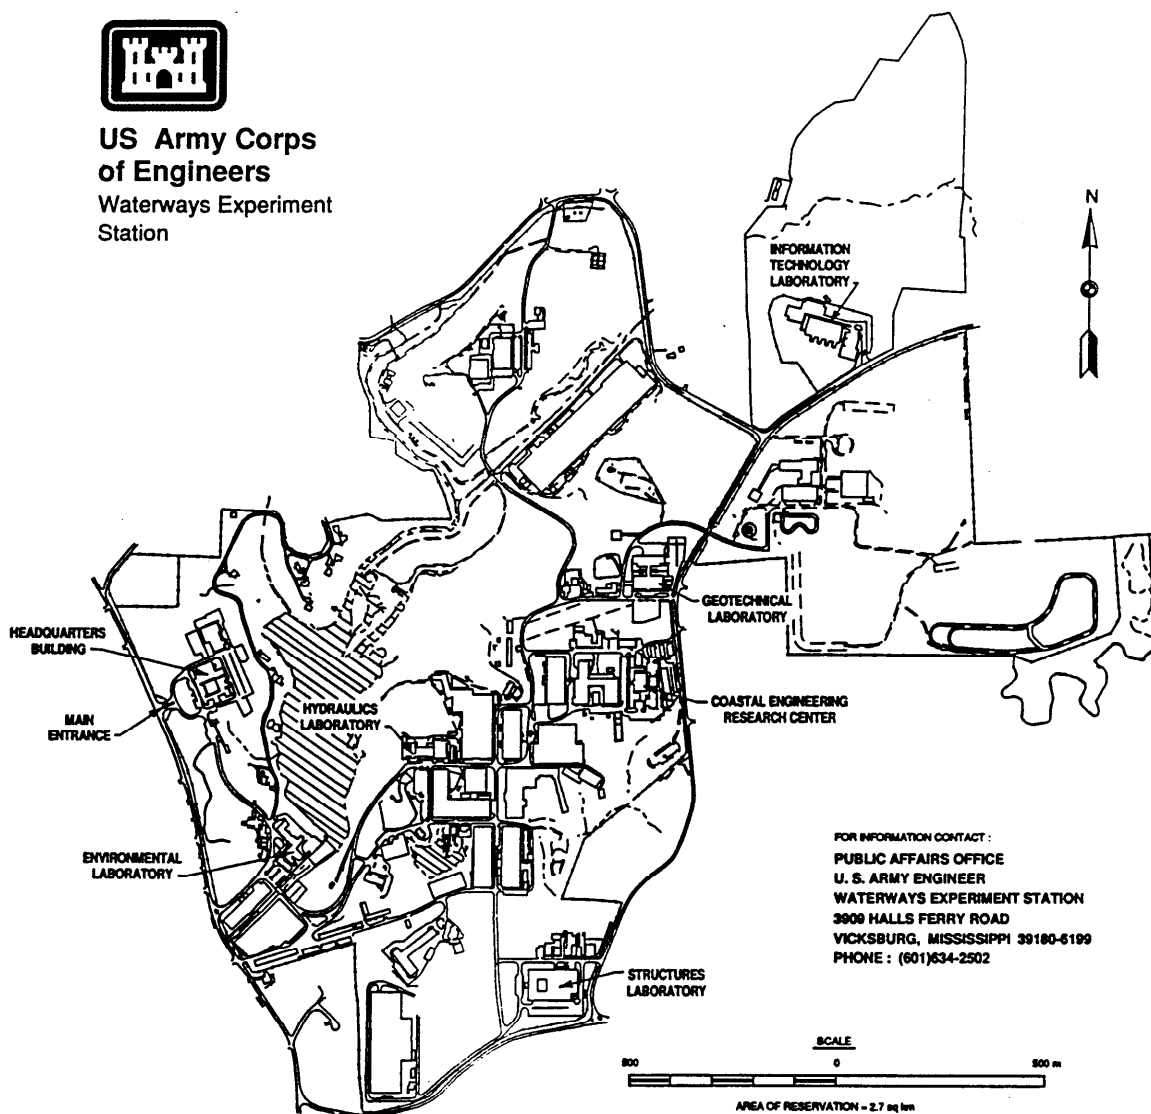 US Army Corps
of Engineers
Waterways Experiment
Station
N
INFORMATION
TECHNOLOGY
LABORATORY
GEOTECHNICAL
LABORATORY
HEADQUARTERS
BUILDING
MAIN
ENTRANCE
HYDRAULICS
LABORATORY
COASTAL ENGINEERING
RESEARCH CENTER
ENVIRONMENTAL
LABORATORY
STRUCTURES
LABORATORY
FOR INFORMATION CONTACT :
PUBLIC AFFAIRS OFFICE
U. S. ARMY ENGINEER
WATERWAYS EXPERIMENT STATION
3909 HALLS FERRY ROAD
VICKSBURG, MISSISSIPPI 39180-6199
PHONE : (601)634-2502
SCALE
500 0 500 m
AREA OF RESERVATION = 2.7 sq km